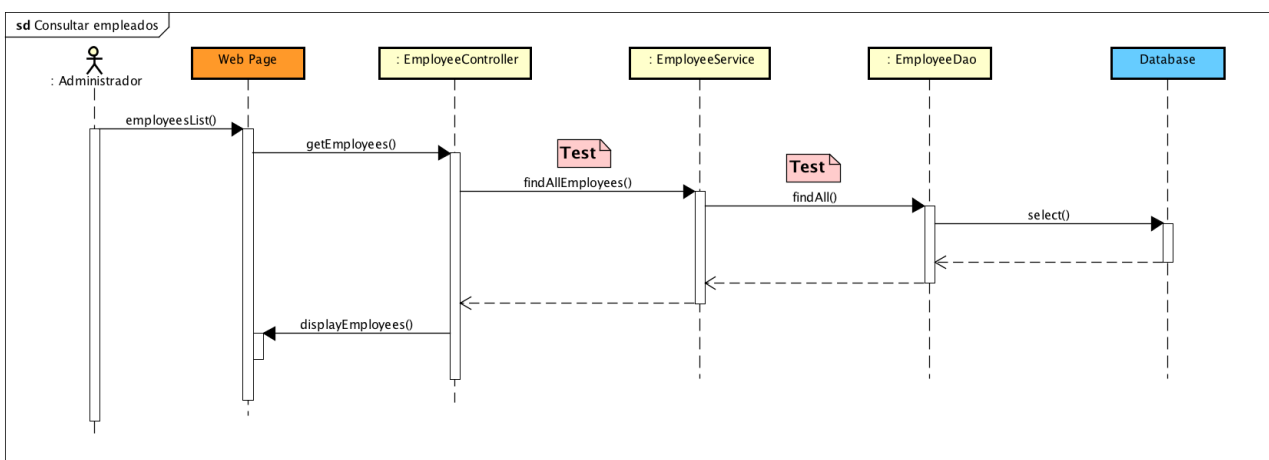 sd Consultar empleados
: Administrador
Web Page
: EmployeeController
: EmployeeService
: EmployeeDao
Database
employeesList()
getEmployees()
Test
findAllEmployees()
Test
findAll()
select()
displayEmployees()